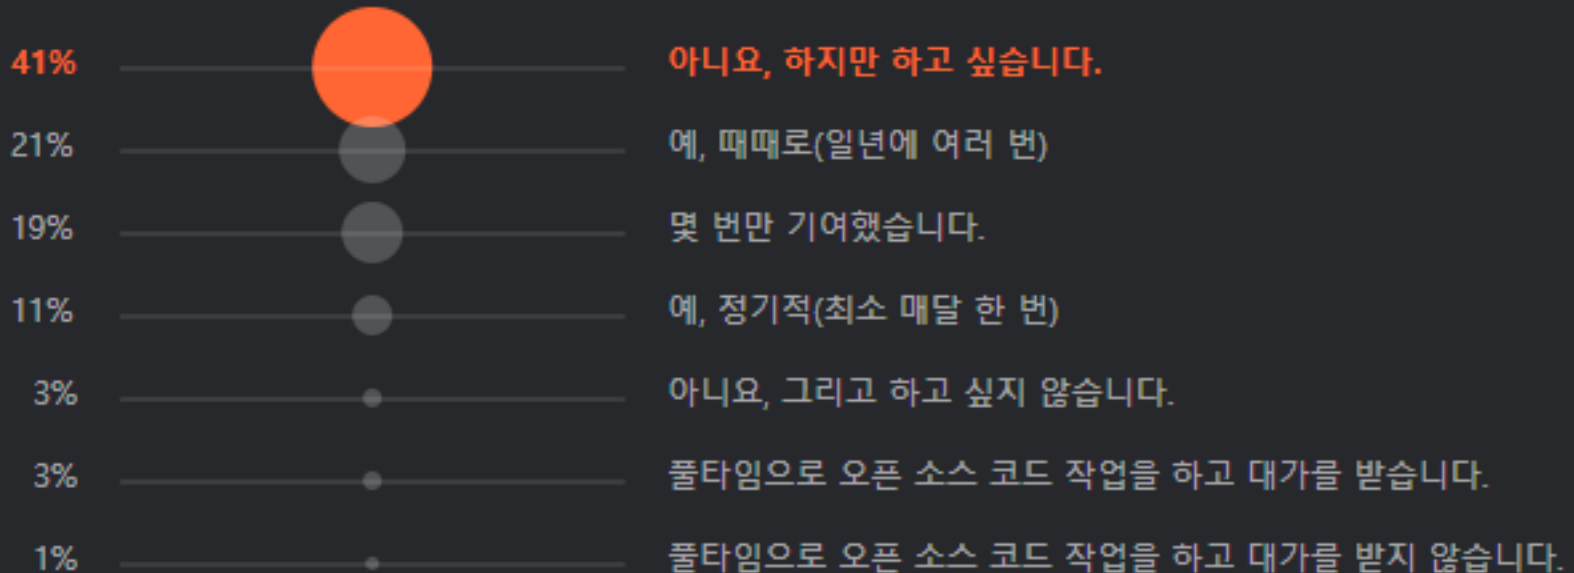 41% 아니요, 하지만 하고 싶습니다.
21% 예, 때때로(일년에 여러 번)
19% 몇 번만 기여했습니다.
11% 예, 정기적(최소 매달 한 번)
3% 아니요, 그리고 하고 싶지 않습니다.
3% 풀타임으로 오픈 소스 코드 작업을 하고 대가를 받습니다.
1% 풀타임으로 오픈 소스 코드 작업을 하고 대가를 받지 않습니다.